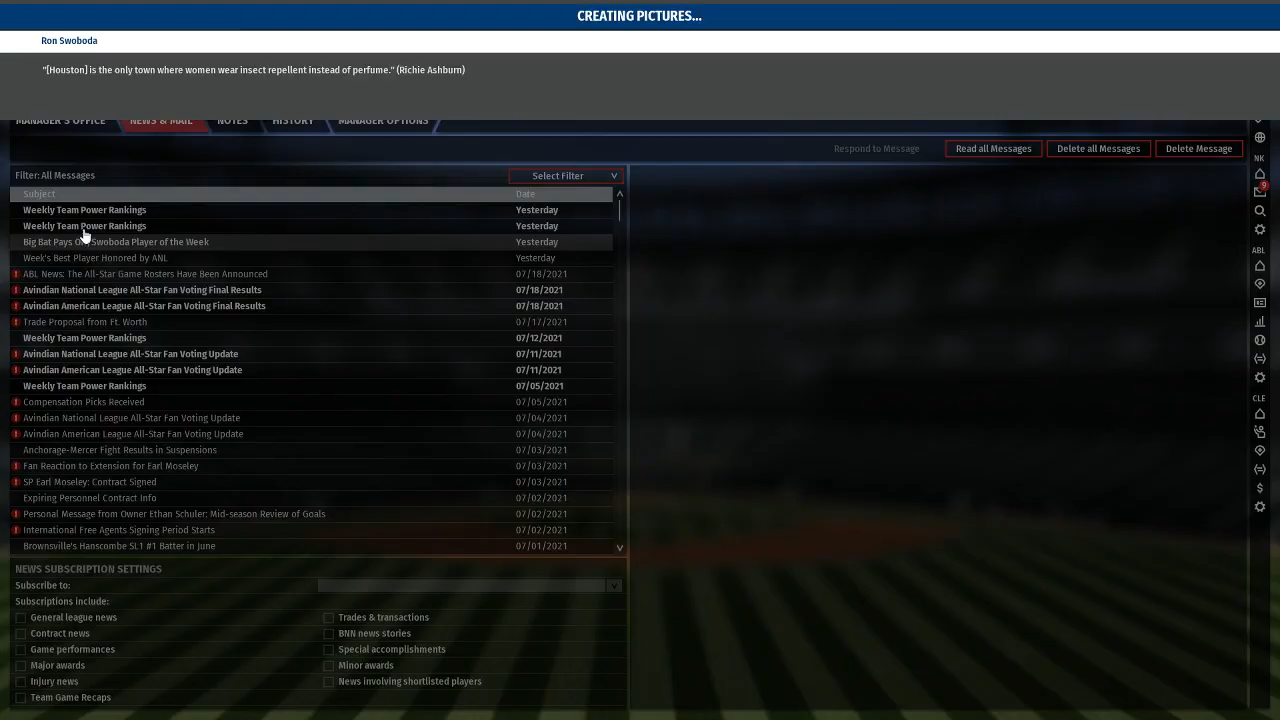 CREATING PICTURES...
Ron Swoboda
"[Houston] is the only town where women wear insect repellent instead of perfume." (Richie Ashburn)
MANAGER'S OFFICE NEWS & MAIL NOTES HISTORY MANAGER OPTIONS
Respond to Message Read all Messages Delete all Messages Delete Message
Filter: All Messages Select Filter
Subject Date
Weekly Team Power Rankings Yesterday
Weekly Team Power Rankings Yesterday
Big Bat Pays Swoboda Player of the Week Yesterday
Week's Best Player Honored by ANL Yesterday
ABL News: The All-Star Game Rosters Have Been Announced 07/18/2021
Avindian National League All-Star Fan Voting Final Results 07/18/2021
Avindian American League All-Star Fan Voting Final Results 07/18/2021
Trade Proposal from Ft. Worth 07/17/2021
Weekly Team Power Rankings 07/12/2021
Avindian National League All-Star Fan Voting Update 07/11/2021
Avindian American League All-Star Fan Voting Update 07/11/2021
Weekly Team Power Rankings 07/05/2021
Compensation Picks Received 07/05/2021
Avindian National League All-Star Fan Voting Update 07/04/2021
Avindian American League All-Star Fan Voting Update 07/04/2021
Anchorage-Mercer Fight Results in Suspensions 07/03/2021
Fan Reaction to Extension for Earl Moseley 07/03/2021
SP Earl Moseley: Contract Signed 07/03/2021
Expiring Personnel Contract Info 07/02/2021
Personal Message from Owner Ethan Schuler: Mid-season Review of Goals 07/02/2021
International Free Agents Signing Period Starts 07/02/2021
Brownsville's Hanscombe SL1 #1 Batter in June 07/01/2021
NEWS SUBSCRIPTION SETTINGS
Subscribe to:
Subscriptions include:
General league news Trades & transactions
Contract news BNN news stories
Game performances Special accomplishments
Major awards Minor awards
Injury news News involving shortlisted players
Team Game Recaps
NK
9
ABL
CLE
$